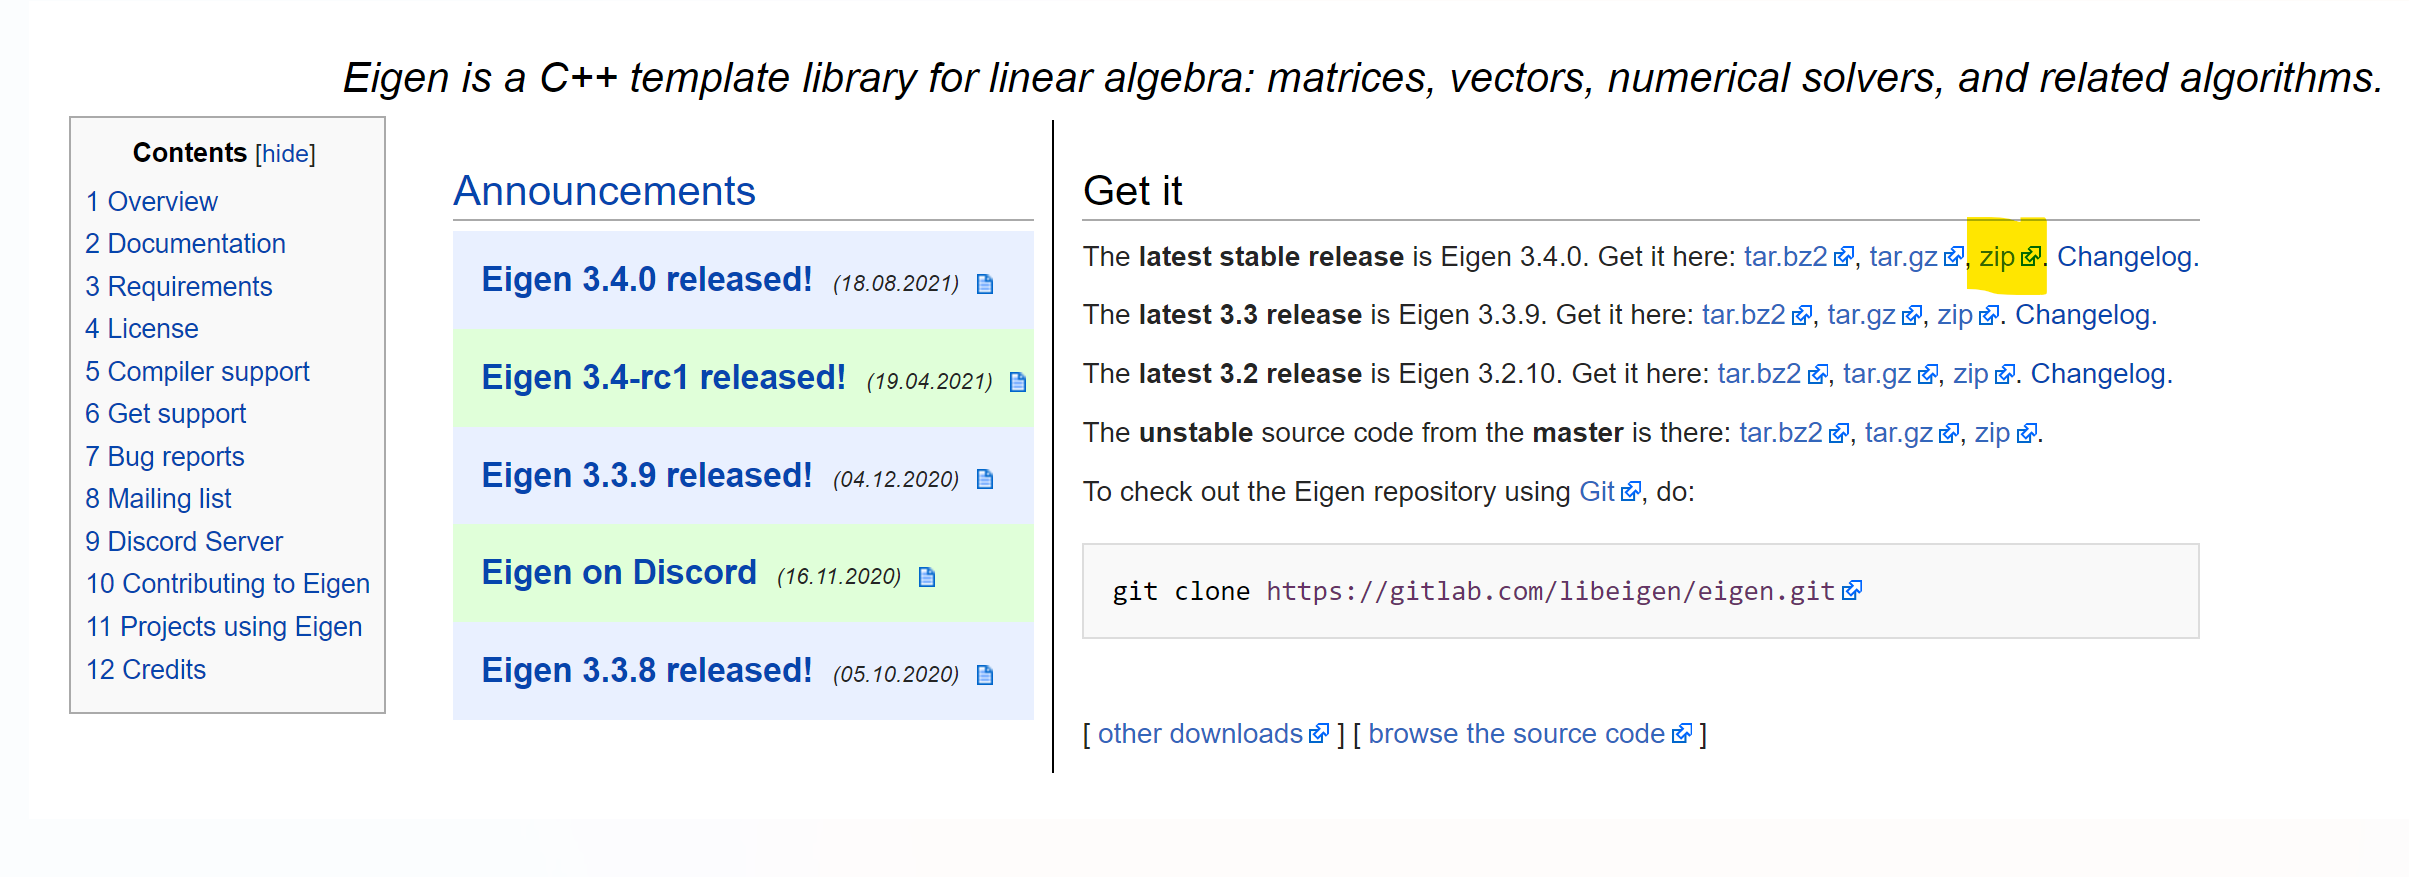 Eigen is a C++ template library for linear algebra: matrices, vectors, numerical solvers, and related algorithms.
Contents [hide]
1 Overview
2 Documentation
3 Requirements
4 License
5 Compiler support
6 Get support
7 Bug reports
8 Mailing list
9 Discord Server
10 Contributing to Eigen
11 Projects using Eigen
12 Credits
Announcements
Eigen 3.4.0 released! (18.08.2021)
Eigen 3.4-rc1 released! (19.04.2021)
Eigen 3.3.9 released! (04.12.2020)
Eigen on Discord (16.11.2020)
Eigen 3.3.8 released! (05.10.2020)
Get it
The latest stable release is Eigen 3.4.0. Get it here: tar.bz2, tar.gz, zip. Changelog.
The latest 3.3 release is Eigen 3.3.9. Get it here: tar.bz2, tar.gz, zip. Changelog.
The latest 3.2 release is Eigen 3.2.10. Get it here: tar.bz2, tar.gz, zip. Changelog.
The unstable source code from the master is there: tar.bz2, tar.gz, zip.
To check out the Eigen repository using Git, do:
git clone https://gitlab.com/libeigen/eigen.git
[ other downloads ] [ browse the source code ]